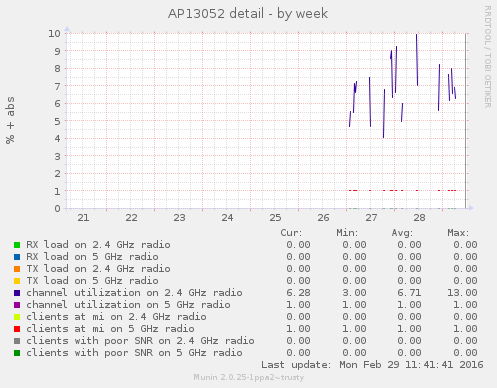 AP13052 detail - by week
RRDTOOL / TOBI OETIKER
% + abs
10
9
8
7
6
5
4
3
2
1
0
21 22 23 24 25 26 27 28
Cur: Min: Avg: Max:
RX load on 2.4 GHz radio 0.00 0.00 0.00 0.00
RX load on 5 GHz radio 0.00 0.00 0.00 0.00
TX load on 2.4 GHz radio 0.00 0.00 0.00 0.00
TX load on 5 GHz radio 0.00 0.00 0.00 0.00
channel utilization on 2.4 GHz radio 6.28 3.00 6.71 13.00
channel utilization on 5 GHz radio 1.00 1.00 1.00 1.00
clients at mi on 2.4 GHz radio 0.00 0.00 0.00 0.00
clients at mi on 5 GHz radio 1.00 1.00 1.00 1.00
clients with poor SNR on 2.4 GHz radio 0.00 0.00 0.00 0.00
clients with poor SNR on 5 GHz radio 0.00 0.00 0.00 0.00
Last update: Mon Feb 29 11:41:41 2016
Munin 2.0.25-1ppa2~trusty